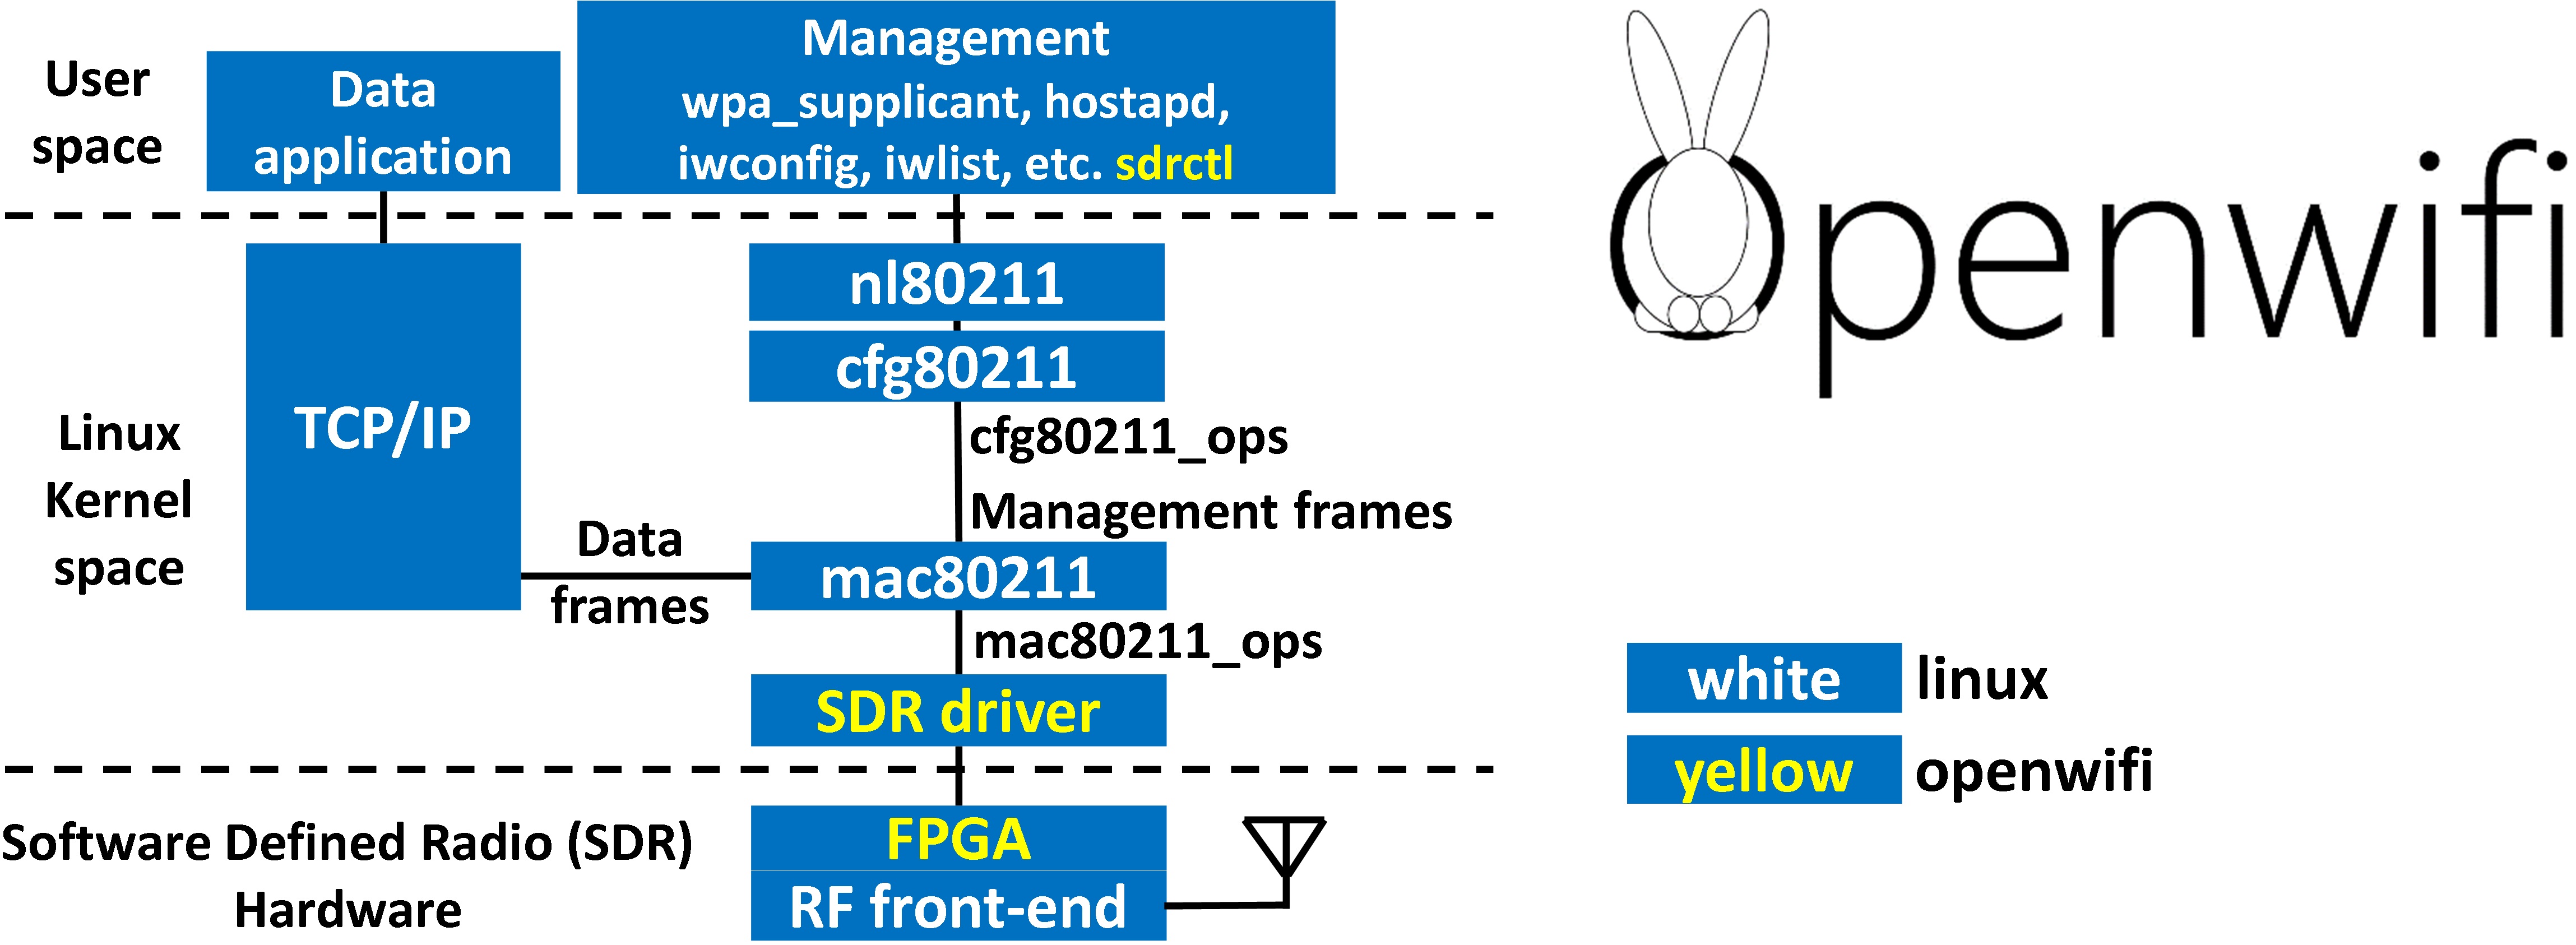 User
space
Data
application
Management
wpa_supplicant, hostapd,
iwconfig, iwlist, etc. sdrctl
Linux
Kernel
space
TCP/IP
nl80211
cfg80211
cfg80211_ops
Management frames
Data
frames
mac80211
mac80211_ops
SDR driver
Software Defined Radio (SDR)
Hardware
FPGA
RF front-end
Openwifi
white linux
yellow openwifi